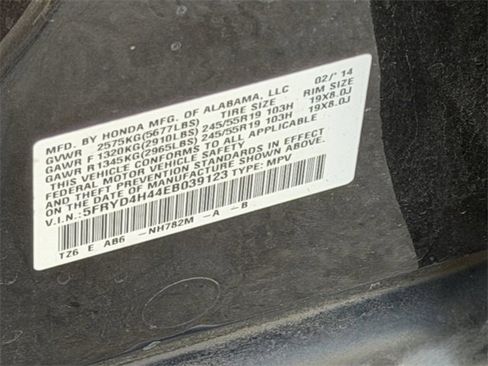 MFD. BY HONDA MFG. OF ALABAMA, LLC 02/'14
GVWR 2575KG(5677LBS) TIRE SIZE RIM SIZE
GAWR F 1320KG(2910LBS) 245/55R19 103H 19X8.0J
GAWR R 1345KG(2965LBS) 245/55R19 103H 19X8.0J
THIS VEHICLE CONFORMS TO ALL APPLICABLE
FEDERAL MOTOR VEHICLE SAFETY
AND THEFT PREVENTION STANDARDS IN EFFECT
ON THE DATE OF MANUFACTURE SHOWN ABOVE.
V.I.N.: 5FRYD4H44EB039123 TYPE: MPV
TZ6 E AB6 -NH782M -A -B